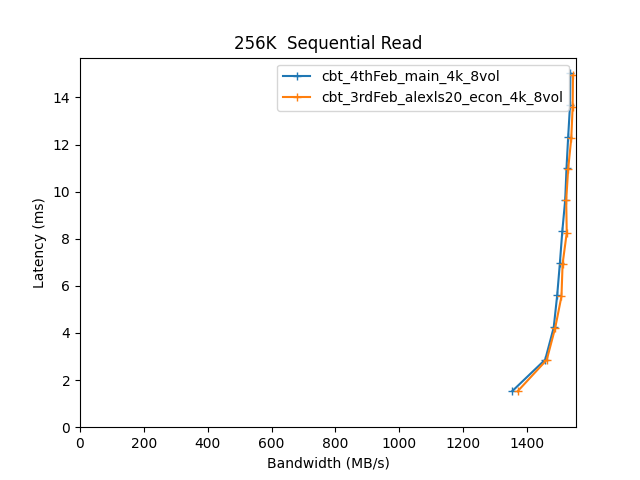 256K  Sequential Read
cbt_4thFeb_main_4k_8vol
cbt_3rdFeb_alexls20_econ_4k_8vol
14
12
10
8
6
4
2
0
Latency (ms)
0 200 400 600 800 1000 1200 1400
Bandwidth (MB/s)